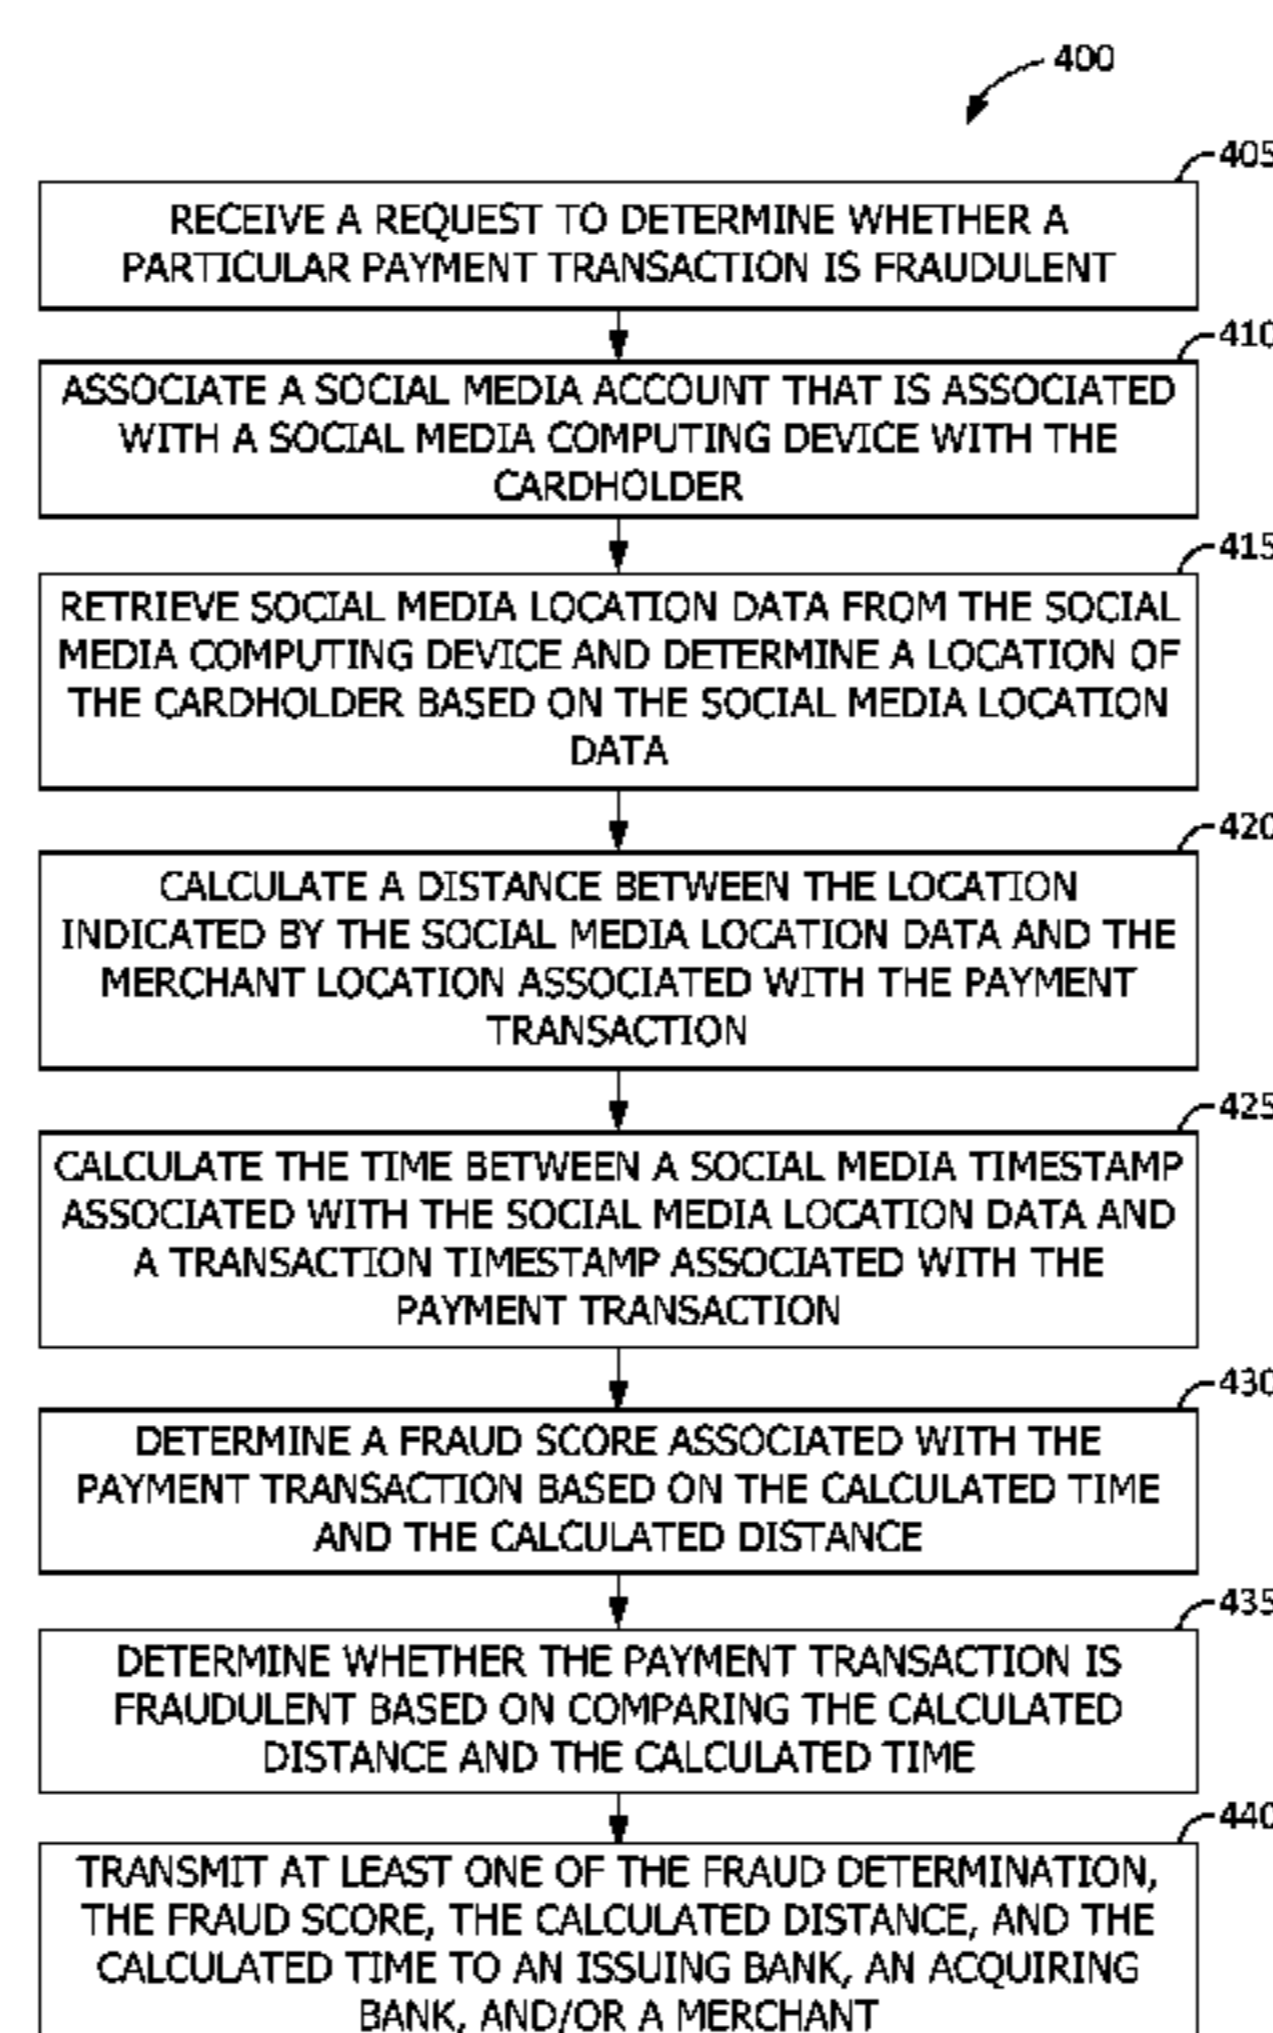 400
405
RECEIVE A REQUEST TO DETERMINE WHETHER A
PARTICULAR PAYMENT TRANSACTION IS FRAUDULENT
410
ASSOCIATE A SOCIAL MEDIA ACCOUNT THAT IS ASSOCIATED
WITH A SOCIAL MEDIA COMPUTING DEVICE WITH THE
CARDHOLDER
415
RETRIEVE SOCIAL MEDIA LOCATION DATA FROM THE SOCIAL
MEDIA COMPUTING DEVICE AND DETERMINE A LOCATION OF
THE CARDHOLDER BASED ON THE SOCIAL MEDIA LOCATION
DATA
420
CALCULATE A DISTANCE BETWEEN THE LOCATION
INDICATED BY THE SOCIAL MEDIA LOCATION DATA AND THE
MERCHANT LOCATION ASSOCIATED WITH THE PAYMENT
TRANSACTION
425
CALCULATE THE TIME BETWEEN A SOCIAL MEDIA TIMESTAMP
ASSOCIATED WITH THE SOCIAL MEDIA LOCATION DATA AND
A TRANSACTION TIMESTAMP ASSOCIATED WITH THE
PAYMENT TRANSACTION
430
DETERMINE A FRAUD SCORE ASSOCIATED WITH THE
PAYMENT TRANSACTION BASED ON THE CALCULATED TIME
AND THE CALCULATED DISTANCE
435
DETERMINE WHETHER THE PAYMENT TRANSACTION IS
FRAUDULENT BASED ON COMPARING THE CALCULATED
DISTANCE AND THE CALCULATED TIME
440
TRANSMIT AT LEAST ONE OF THE FRAUD DETERMINATION,
THE FRAUD SCORE, THE CALCULATED DISTANCE, AND THE
CALCULATED TIME TO AN ISSUING BANK, AN ACQUIRING
BANK, AND/OR A MERCHANT